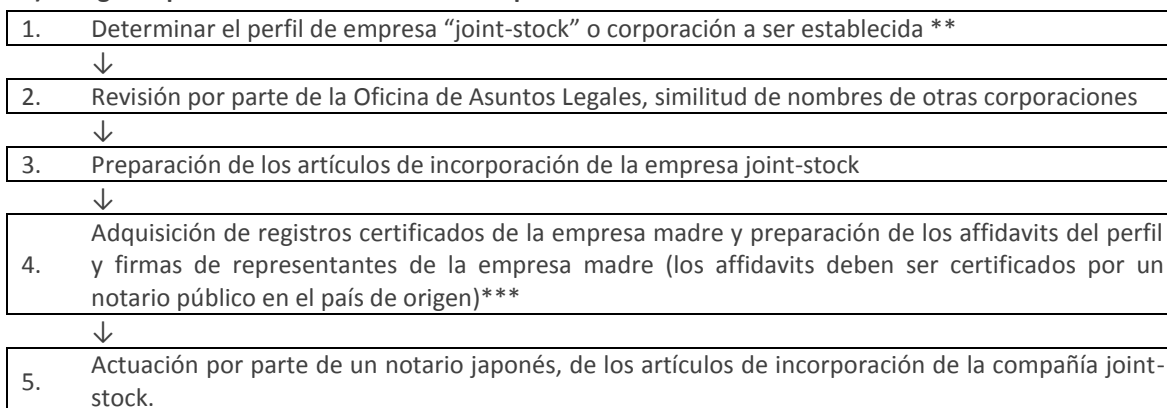 1. Determinar el perfil de empresa “joint-stock” o corporación a ser establecida **
↓
2. Revisión por parte de la Oficina de Asuntos Legales, similitud de nombres de otras corporaciones
↓
3. Preparación de los artículos de incorporación de la empresa joint-stock
↓
4. Adquisición de registros certificados de la empresa madre y preparación de los affidavits del perfil
y firmas de representantes de la empresa madre (los affidavits deben ser certificados por un
notario público en el país de origen)***
↓
5. Actuación por parte de un notario japonés, de los artículos de incorporación de la compañía joint-
stock.